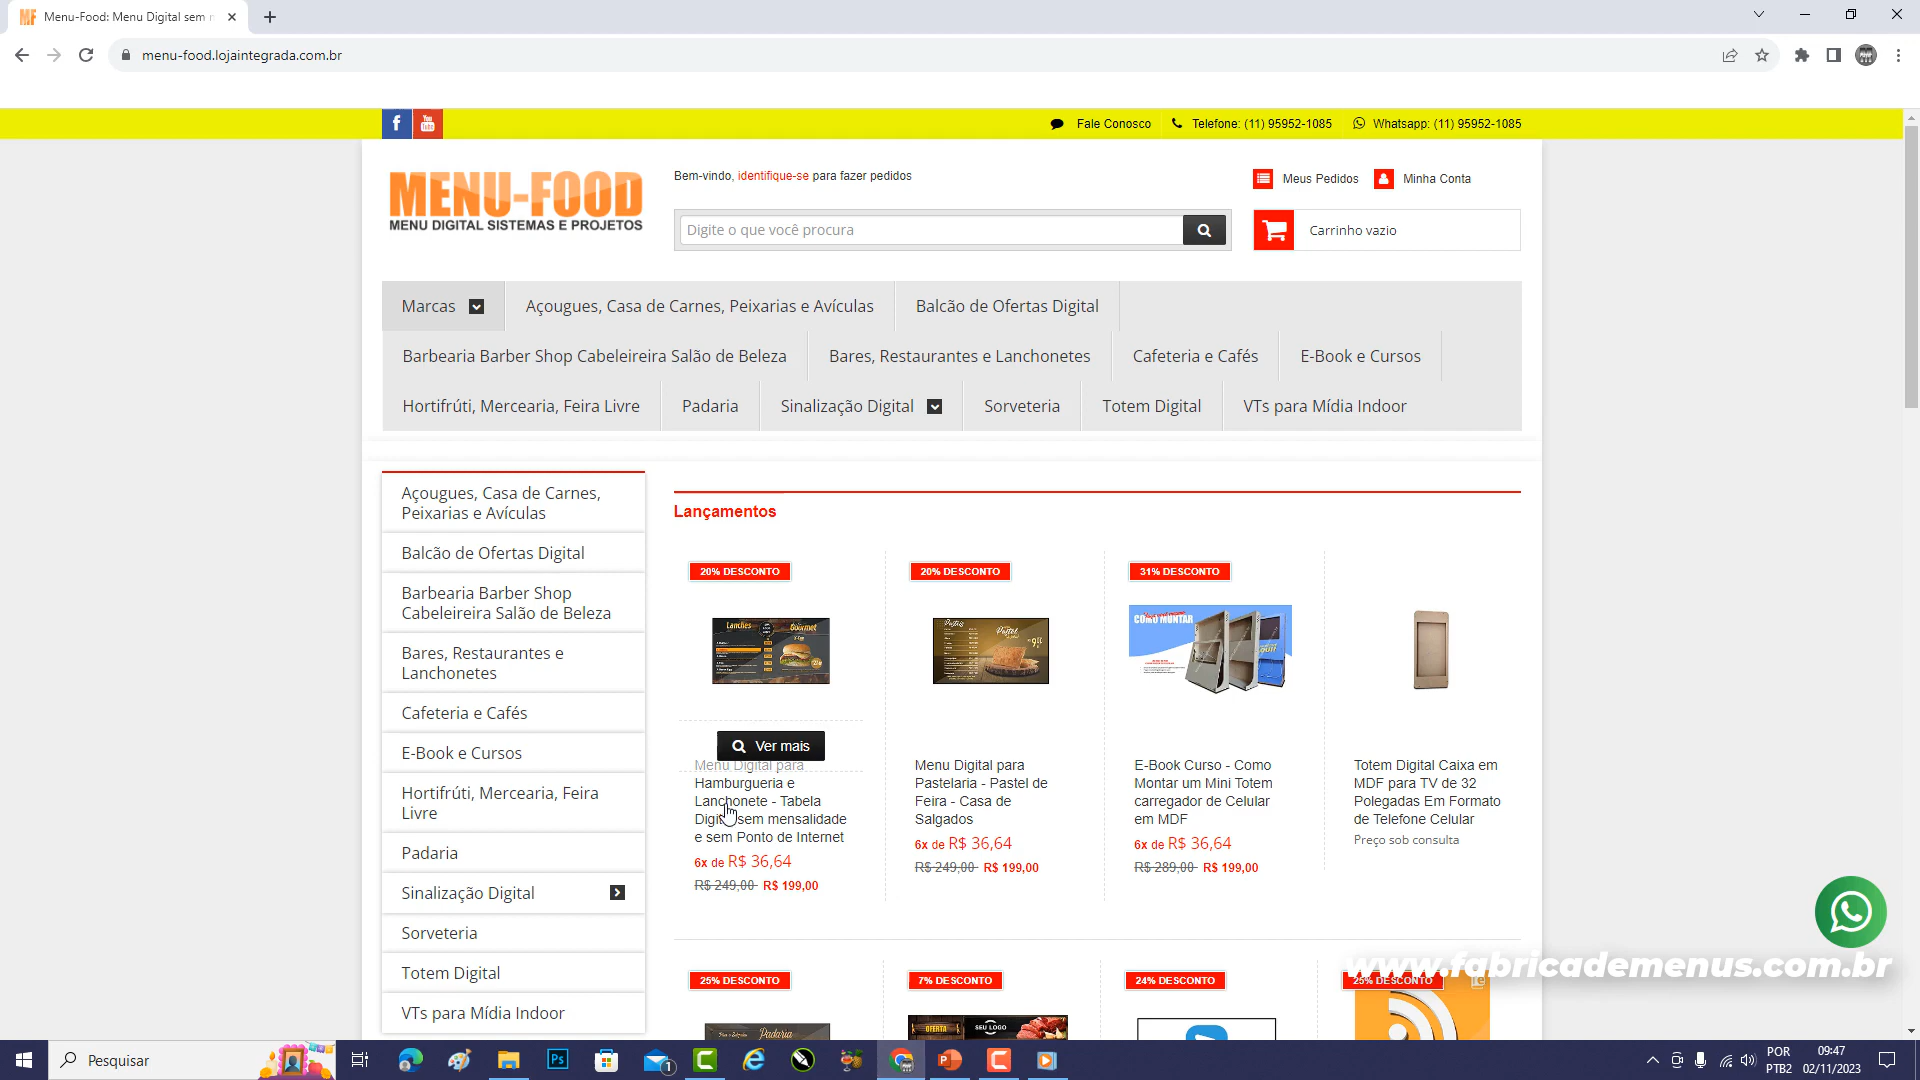 Menu-Food: Menu Digital sem
menu-food.lojaintegrada.com.br
Fale Conosco
Telefone: (11) 95952-1085
Whatsapp: (11) 95952-1085
MENU-FOOD
MENU DIGITAL SISTEMAS E PROJETOS
Bem-vindo, identifique-se para fazer pedidos
Meus Pedidos
Minha Conta
Digite o que você procura
Carrinho vazio
Marcas
Açougues, Casa de Carnes, Peixarias e Avículas
Balcão de Ofertas Digital
Barbearia Barber Shop Cabeleireira Salão de Beleza
Bares, Restaurantes e Lanchonetes
Cafeteria e Cafés
E-Book e Cursos
Hortifrúti, Mercearia, Feira Livre
Padaria
Sinalização Digital
Sorveteria
Totem Digital
VTs para Mídia Indoor
Açougues, Casa de Carnes,
Peixarias e Avículas
Balcão de Ofertas Digital
Barbearia Barber Shop
Cabeleireira Salão de Beleza
Bares, Restaurantes e
Lanchonetes
Cafeteria e Cafés
E-Book e Cursos
Hortifrúti, Mercearia, Feira
Livre
Padaria
Sinalização Digital
Sorveteria
Totem Digital
VTs para Mídia Indoor
Lançamentos
20% DESCONTO
Lanches
Gourmet
Ver mais
Menu Digital para
Hamburgueria e
Lanchonete - Tabela
Digital sem mensalidade
e sem Ponto de Internet
6x de R$ 36,64
R$ 249,00 R$ 199,00
20% DESCONTO
Pastel
Menu Digital para
Pastelaria - Pastel de
Feira - Casa de
Salgados
6x de R$ 36,64
R$ 249,00 R$ 199,00
31% DESCONTO
COMO MONTAR
E-Book Curso - Como
Montar um Mini Totem
carregador de Celular
em MDF
6x de R$ 36,64
R$ 289,00 R$ 199,00
Totem Digital Caixa em
MDF para TV de 32
Polegadas Em Formato
de Telefone Celular
Preço sob consulta
25% DESCONTO
Padaria
7% DESCONTO
OFERTA
SEU LOGO
24% DESCONTO
25% DESCONTO
www.fabricademenus.com.br
Pesquisar
1
POR
PTB2
09:47
02/11/2023